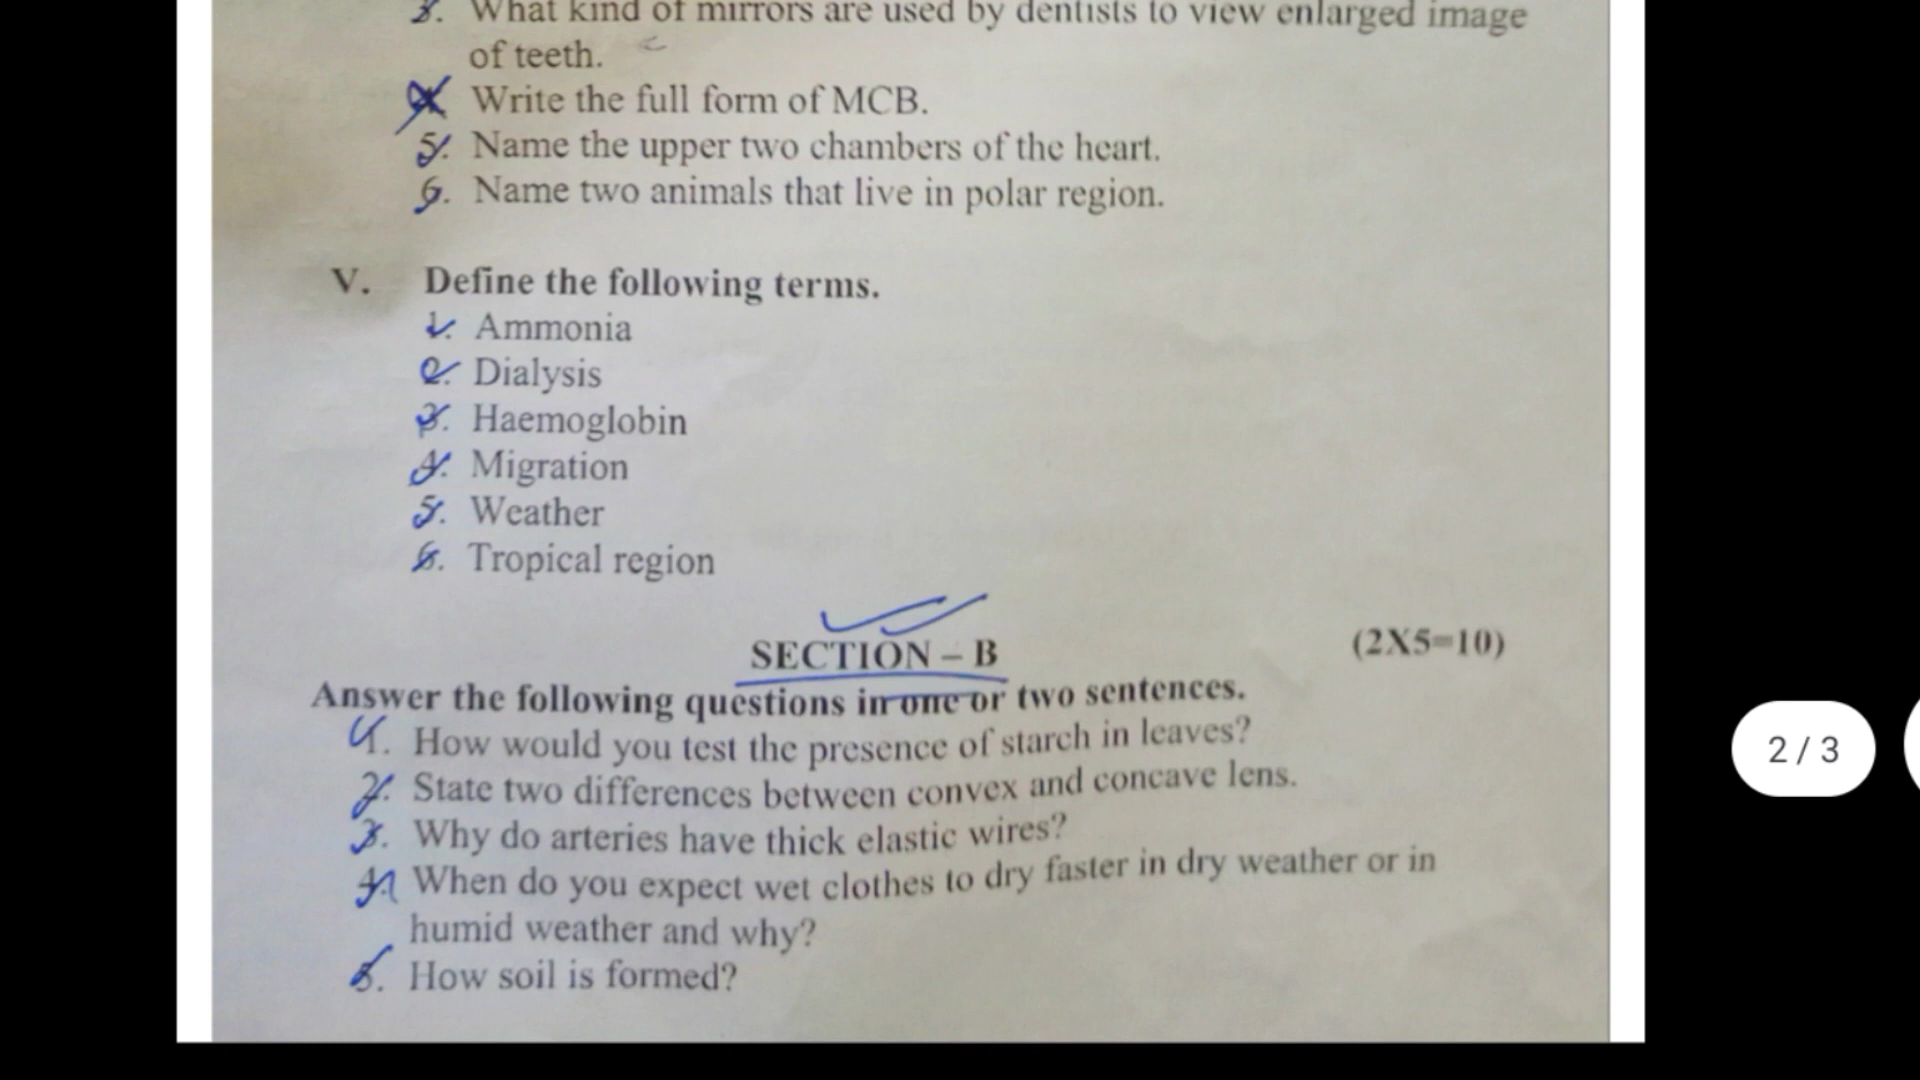 3. What kind of mirrors are used by dentists to view enlarged image
of teeth.
Write the full form of MCB.
5. Name the upper two chambers of the heart.
6. Name two animals that live in polar region.
V. Define the following terms.
1. Ammonia
2. Dialysis
3. Haemoglobin
4. Migration
5. Weather
6. Tropical region
SECTION – B (2X5=10)
Answer the following questions in one or two sentences.
1. How would you test the presence of starch in leaves?
2. State two differences between convex and concave lens.
3. Why do arteries have thick elastic wires?
4. When do you expect wet clothes to dry faster in dry weather or in
humid weather and why?
5. How soil is formed?
2 / 3